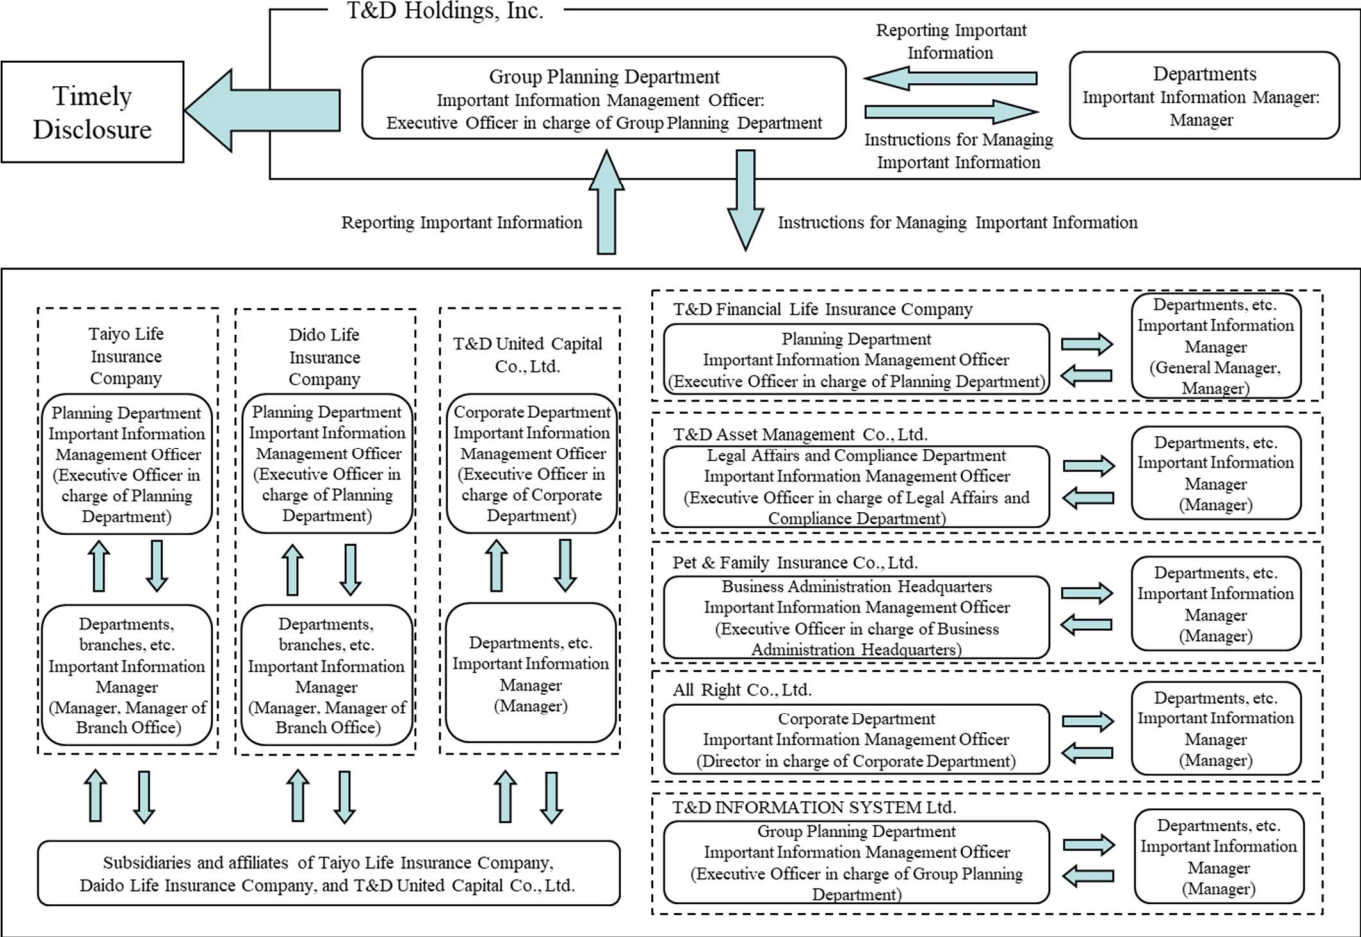 T&D Holdings, Inc.
Timely
Disclosure
Group Planning Department
Important Information Management Officer:
Executive Officer in charge of Group Planning Department
Reporting Important
Information
Instructions for Managing
Important Information
Departments
Important Information Manager:
Manager
Reporting Important Information
Instructions for Managing Important Information
Taiyo Life
Insurance
Company
Planning Department
Important Information
Management Officer
(Executive Officer in
charge of Planning
Department)
Departments,
branches, etc.
Important Information
Manager
(Manager, Manager of
Branch Office)
Dido Life
Insurance
Company
Planning Department
Important Information
Management Officer
(Executive Officer in
charge of Planning
Department)
Departments,
branches, etc.
Important Information
Manager
(Manager, Manager of
Branch Office)
T&D United Capital
Co., Ltd.
Corporate Department
Important Information
Management Officer
(Executive Officer in
charge of Corporate
Department)
Departments, etc.
Important Information
Manager
(Manager)
Subsidiaries and affiliates of Taiyo Life Insurance Company,
Daido Life Insurance Company, and T&D United Capital Co., Ltd.
T&D Financial Life Insurance Company
Planning Department
Important Information Management Officer
(Executive Officer in charge of Planning Department)
Departments, etc.
Important Information
Manager
(General Manager,
Manager)
T&D Asset Management Co., Ltd.
Legal Affairs and Compliance Department
Important Information Management Officer
(Executive Officer in charge of Legal Affairs and
Compliance Department)
Departments, etc.
Important Information
Manager
(Manager)
Pet & Family Insurance Co., Ltd.
Business Administration Headquarters
Important Information Management Officer
(Executive Officer in charge of Business
Administration Headquarters)
Departments, etc.
Important Information
Manager
(Manager)
All Right Co., Ltd.
Corporate Department
Important Information Management Officer
(Director in charge of Corporate Department)
Departments, etc.
Important Information
Manager
(Manager)
T&D INFORMATION SYSTEM Ltd.
Group Planning Department
Important Information Management Officer
(Executive Officer in charge of Group Planning
Department)
Departments, etc.
Important Information
Manager
(Manager)